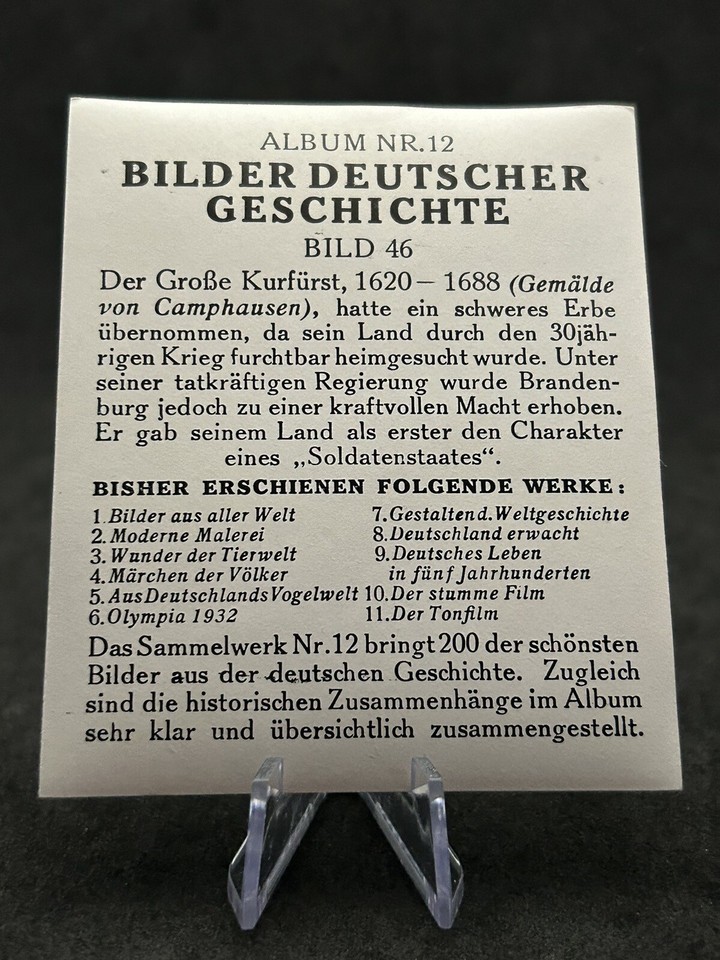 ALBUM NR.12
BILDER DEUTSCHER
GESCHICHTE
BILD 46
Der Große Kurfürst, 1620 – 1688 (Gemälde
von Camphausen), hatte ein schweres Erbe
übernommen, da sein Land durch den 30jäh-
rigen Krieg furchtbar heimgesucht wurde. Unter
seiner tatkräftigen Regierung wurde Branden-
burg jedoch zu einer kraftvollen Macht erhoben.
Er gab seinem Land als erster den Charakter
eines „Soldatenstaates“.
BISHER ERSCHIENEN FOLGENDE WERKE:
1. Bilder aus aller Welt
2. Moderne Malerei
3. Wunder der Tierwelt
4. Märchen der Völker
5. Aus Deutschlands Vogelwelt
6. Olympia 1932
7. Gestalten d. Weltgeschichte
8. Deutschland erwacht
9. Deutsches Leben
in fünf Jahrhunderten
10. Der stumme Film
11. Der Tonfilm
Das Sammelwerk Nr.12 bringt 200 der schönsten
Bilder aus der deutschen Geschichte. Zugleich
sind die historischen Zusammenhänge im Album
sehr klar und übersichtlich zusammengestellt.